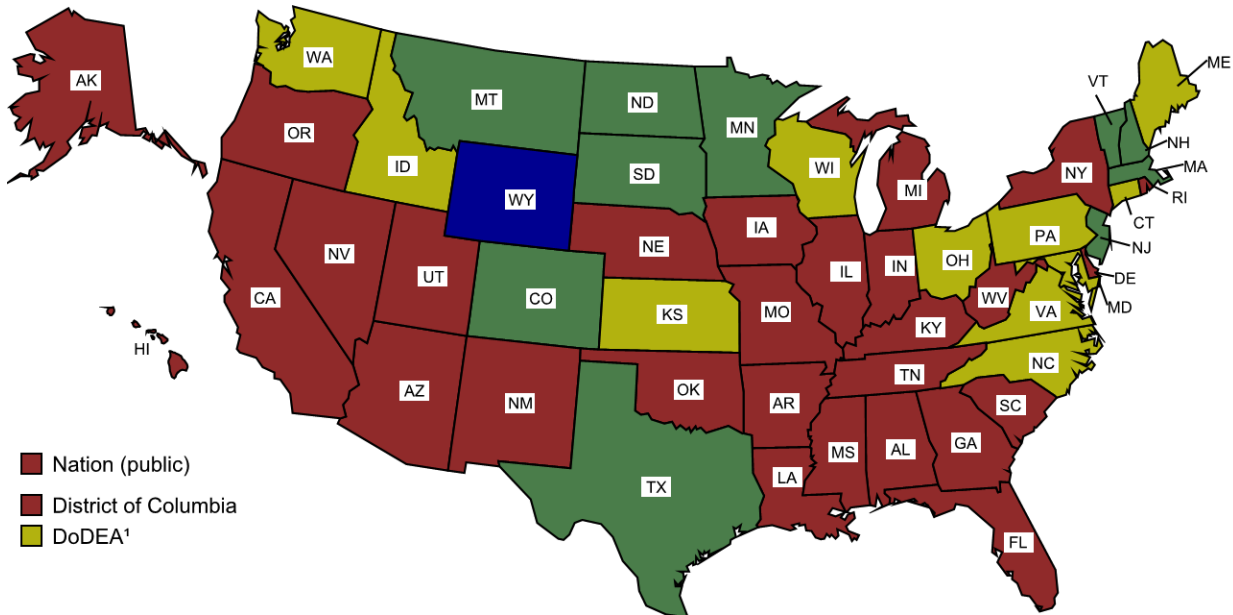 ME
WA
VT
AK
MT
ND
MN
OR
NH
ID
WI
MA
SD
NY
MI
RI
WY
CT
IA
PA
NE
NJ
NV
OH
IL
IN
UT
DE
CA
CO
WV
MD
KS
MO
VA
KY
HI
NC
TN
AZ
OK
NM
AR
SC
MS
AL
GA
Nation (public)
LA
TX
District of Columbia
DoDEA¹
FL